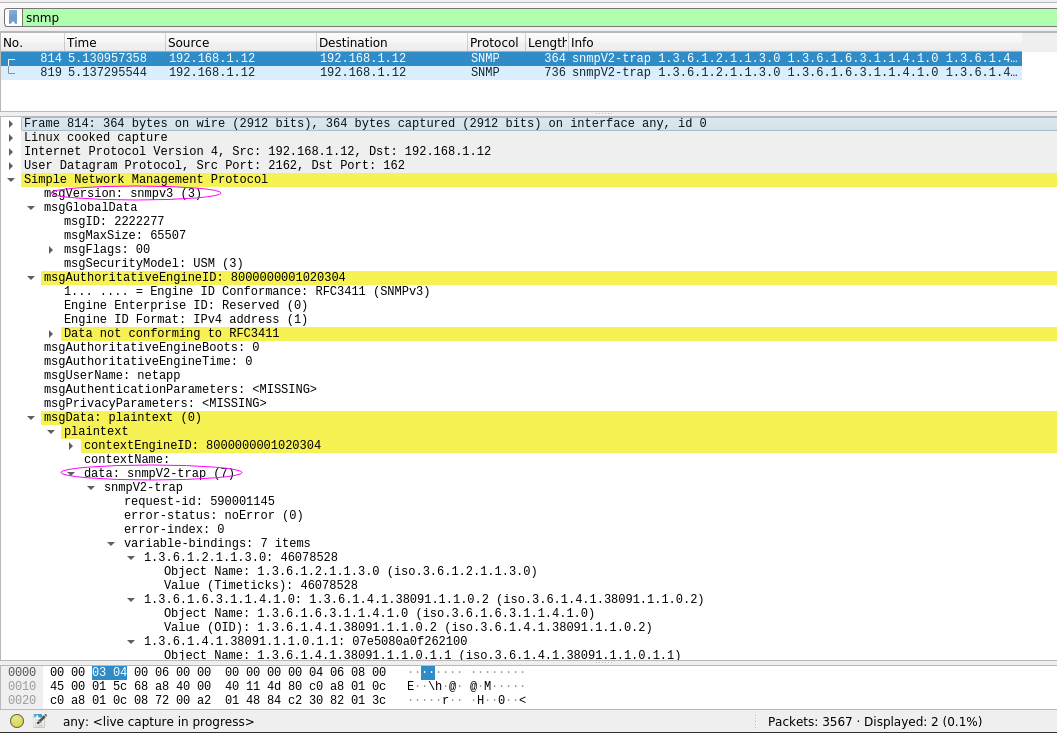 snmp
No. Time Source Destination Protocol Length Info
814 5.130957358 192.168.1.12 192.168.1.12 SNMP 364 snmpV2-trap 1.3.6.1.2.1.1.3.0 1.3.6.1.6.3.1.1.4.1.0 1.3.6.1.4…
819 5.137295544 192.168.1.12 192.168.1.12 SNMP 736 snmpV2-trap 1.3.6.1.2.1.1.3.0 1.3.6.1.6.3.1.1.4.1.0 1.3.6.1.4…
Frame 814: 364 bytes on wire (2912 bits), 364 bytes captured (2912 bits) on interface any, id 0
Linux cooked capture
Internet Protocol Version 4, Src: 192.168.1.12, Dst: 192.168.1.12
User Datagram Protocol, Src Port: 2162, Dst Port: 162
Simple Network Management Protocol
msgVersion: snmpv3 (3)
msgGlobalData
msgID: 2222277
msgMaxSize: 65507
msgFlags: 00
msgSecurityModel: USM (3)
msgAuthoritativeEngineID: 8000000001020304
1... .... = Engine ID Conformance: RFC3411 (SNMPv3)
Engine Enterprise ID: Reserved (0)
Engine ID Format: IPv4 address (1)
Data not conforming to RFC3411
msgAuthoritativeEngineBoots: 0
msgAuthoritativeEngineTime: 0
msgUserName: netapp
msgAuthenticationParameters: <MISSING>
msgPrivacyParameters: <MISSING>
msgData: plaintext (0)
plaintext
contextEngineID: 8000000001020304
contextName:
data: snmpV2-trap (7)
snmpV2-trap
request-id: 590001145
error-status: noError (0)
error-index: 0
variable-bindings: 7 items
1.3.6.1.2.1.1.3.0: 46078528
Object Name: 1.3.6.1.2.1.1.3.0 (iso.3.6.1.2.1.1.3.0)
Value (Timeticks): 46078528
1.3.6.1.6.3.1.1.4.1.0: 1.3.6.1.4.1.38091.1.1.0.2 (iso.3.6.1.4.1.38091.1.1.0.2)
Object Name: 1.3.6.1.6.3.1.1.4.1.0 (iso.3.6.1.6.3.1.1.4.1.0)
Value (OID): 1.3.6.1.4.1.38091.1.1.0.2 (iso.3.6.1.4.1.38091.1.1.0.2)
1.3.6.1.4.1.38091.1.1.0.1.1: 07e5080a0f262100
Object Name: 1.3.6.1.4.1.38091.1.1.0.1.1 (iso.3.6.1.4.1.38091.1.1.0.1.1)
0000 00 00 03 04 00 06 00 00 00 00 00 00 04 06 08 00 ········ ········
0010 45 00 01 5c 68 a8 40 00 40 11 4d 80 c0 a8 01 0c E··\h·@· @·M·····
0020 c0 a8 01 0c 08 72 00 a2 01 48 84 c2 30 82 01 3c ·····r·· ·H··0··<
any: <live capture in progress>
Packets: 3567 · Displayed: 2 (0.1%)